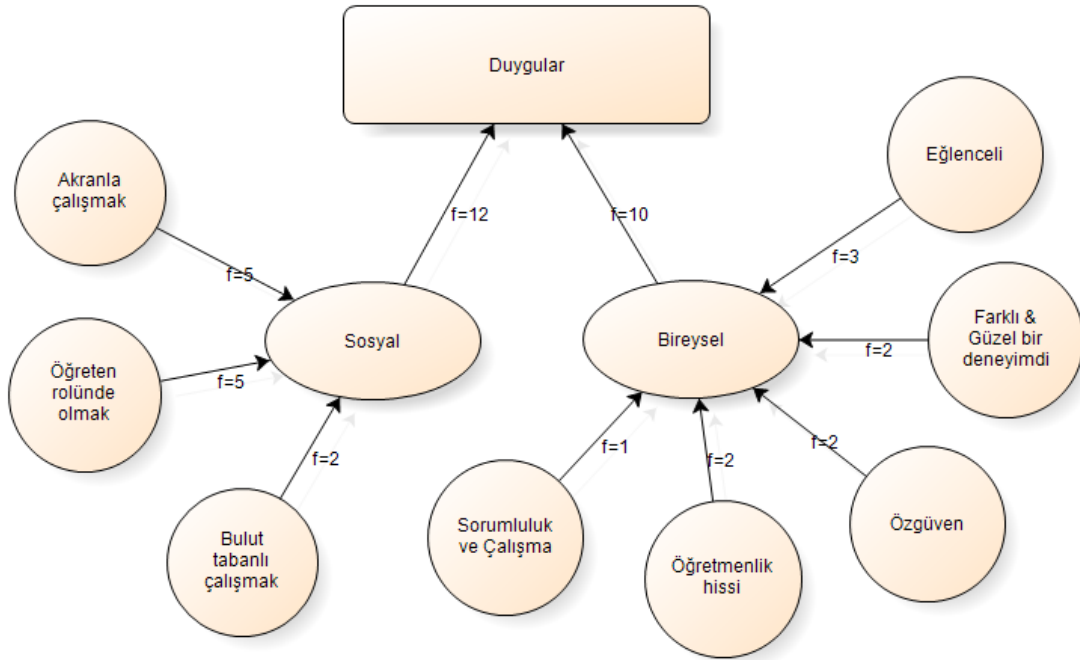 Duygular
Akranla
çalışmak
Eğlenceli
f=12
f=10
f=5
f=3
Sosyal
Bireysel
Farklı &
Güzel bir
deneyimdi
f=2
Öğreten
rolünde
olmak
f=5
f=2
f=1
f=2
f=2
Bulut
tabanlı
çalışmak
Sorumluluk
ve Çalışma
Öğretmenlik
hissi
Özgüven